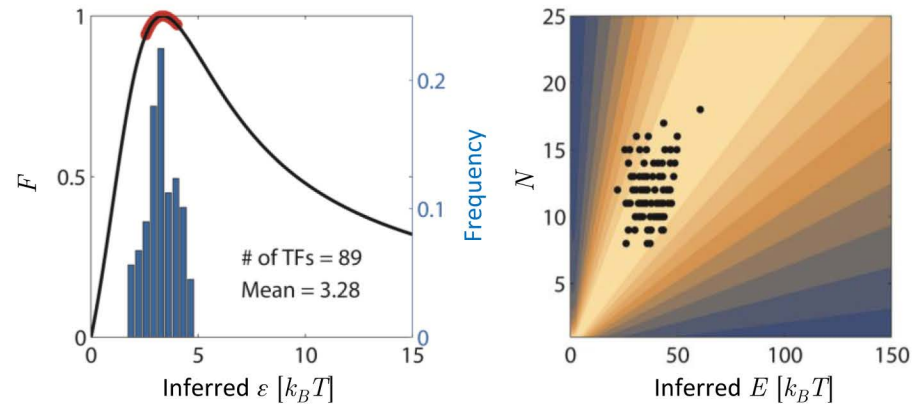 1
0.5
0
F
0.2
0.1
0
Frequency
# of TFs = 89
Mean = 3.28
0 5 10 15
Inferred ε [k_BT]
25
20
15
10
5
N
0 50 100 150
Inferred E [k_BT]